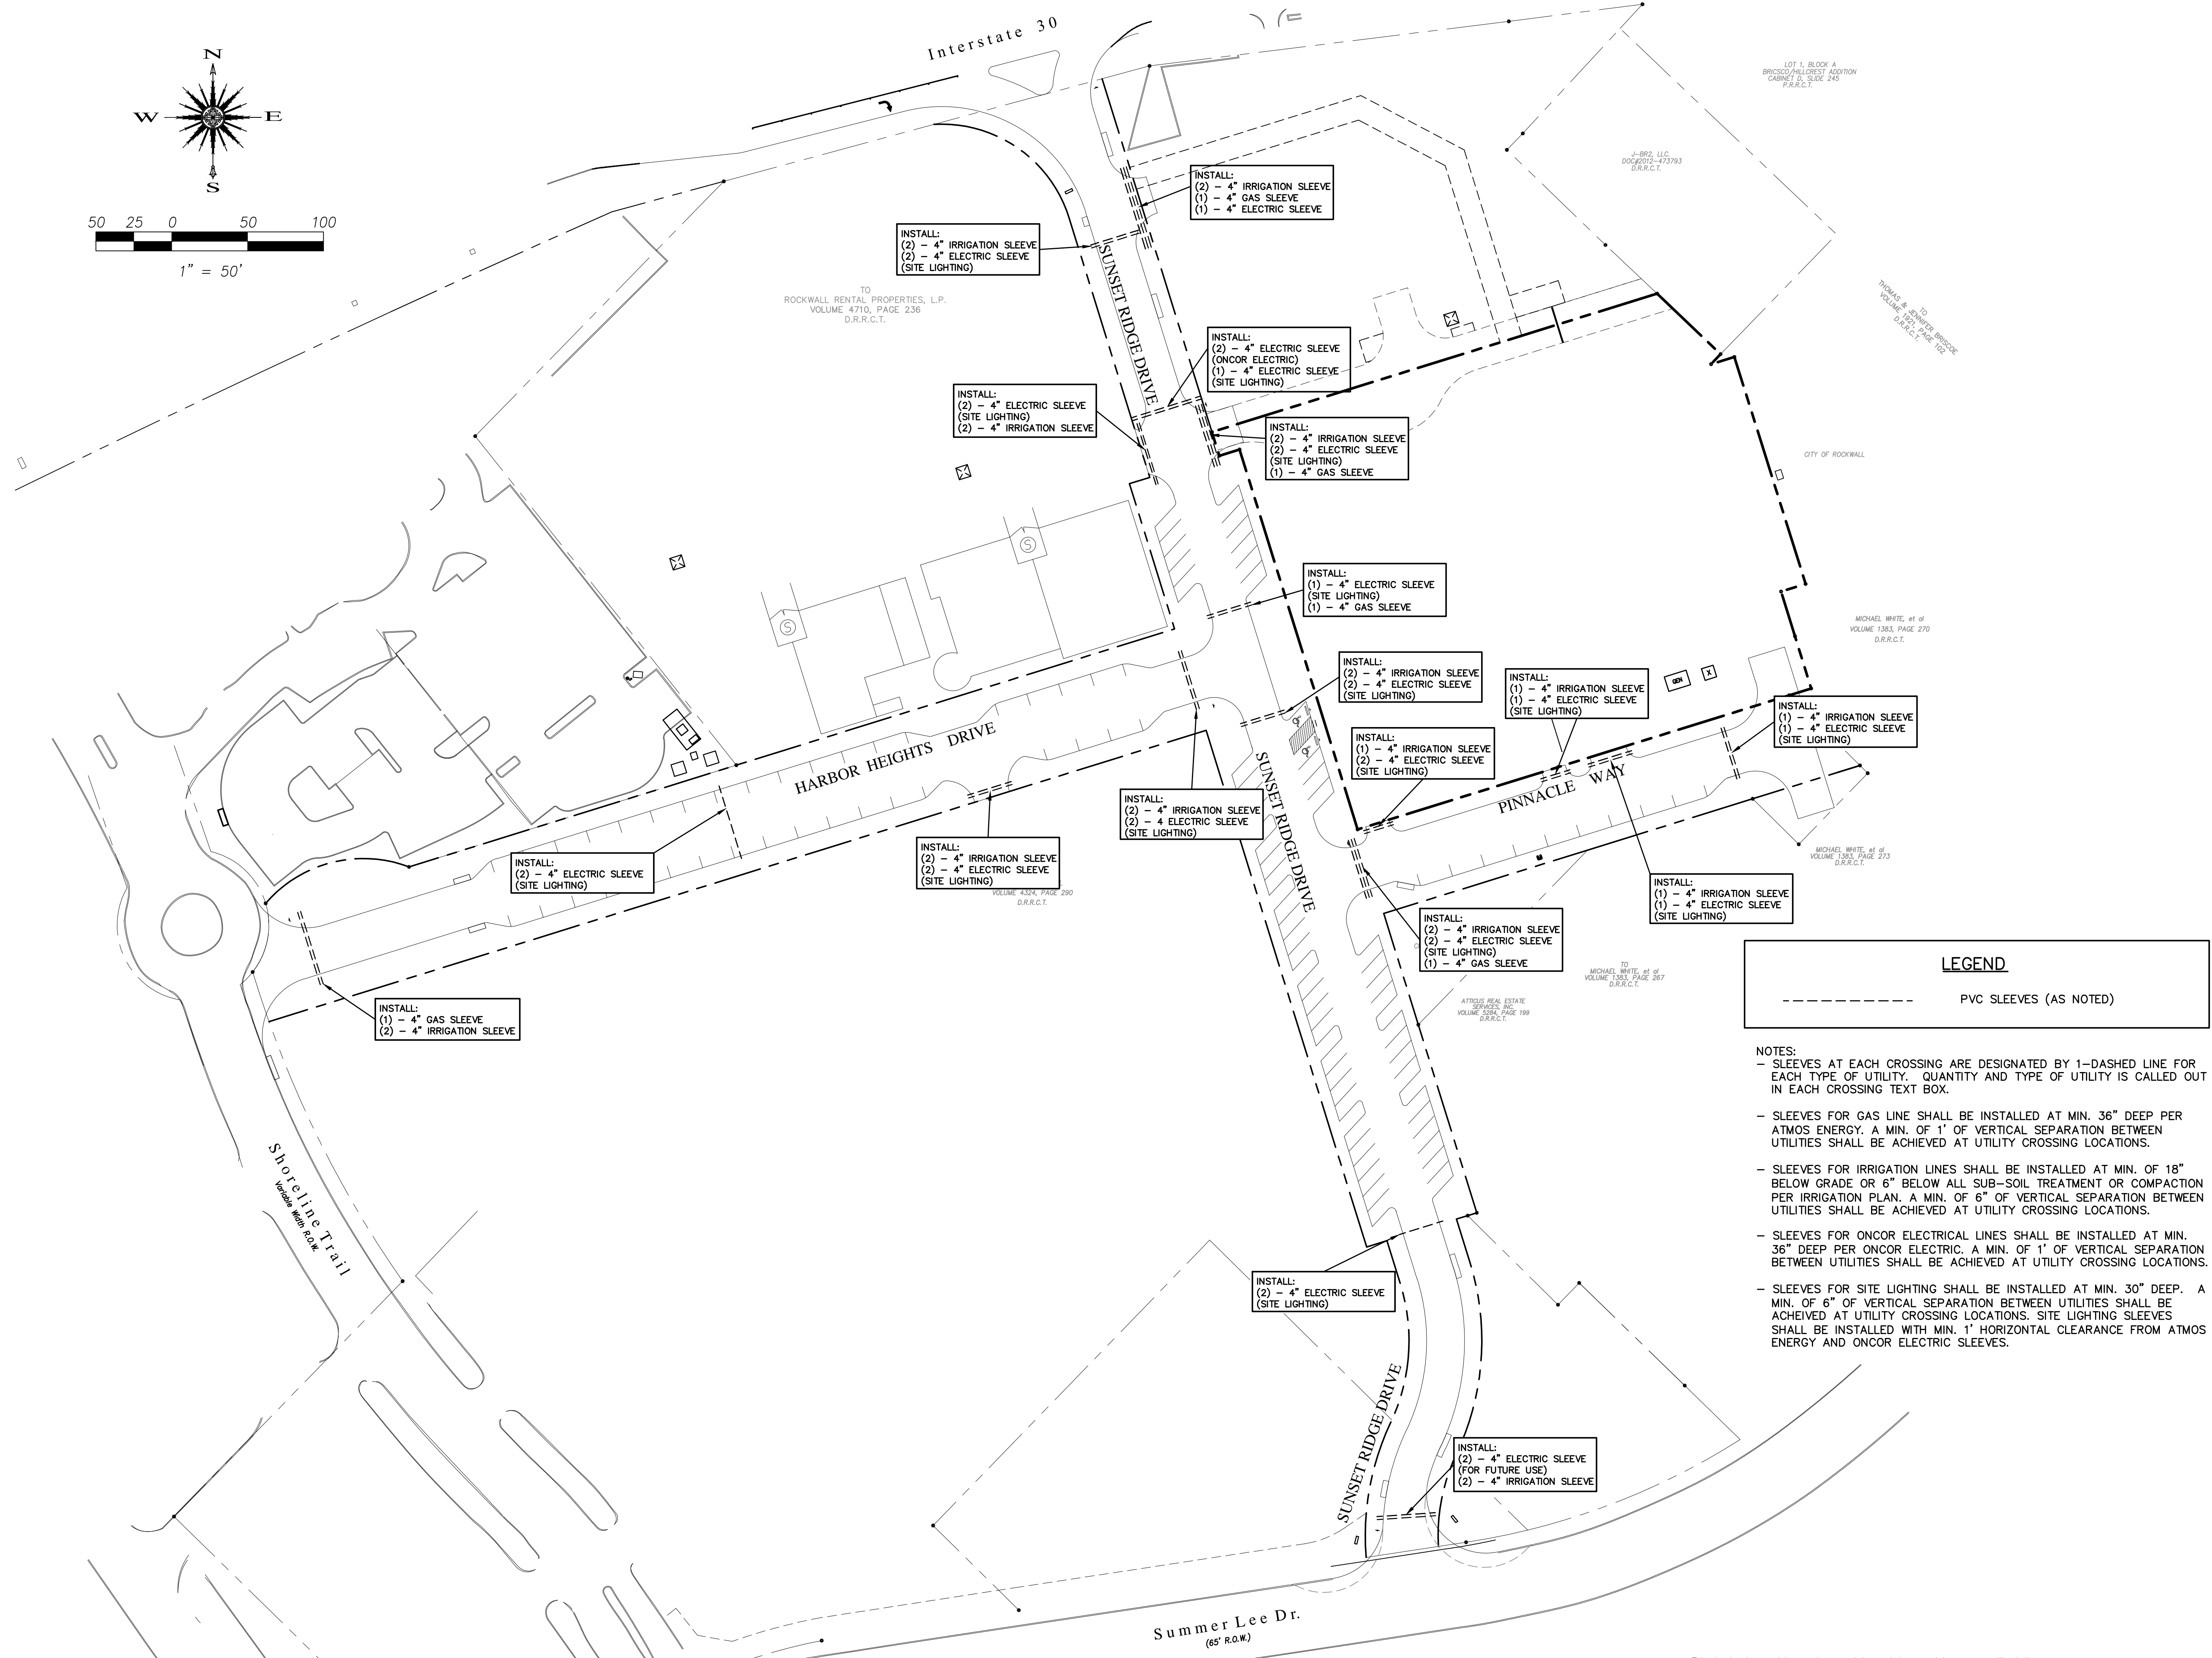 Interstate 30
N
W E
S
50 25 0 50 100
1" = 50'
LOT 1, BLOCK A
BRICSCO/HILLCREST ADDITION
CABINET D, SLIDE 245
P.R.R.C.T.
J-BR2, LLC.
DOC#2012-473793
D.R.R.C.T.
INSTALL:
(2) – 4" IRRIGATION SLEEVE
(1) – 4" GAS SLEEVE
(1) – 4" ELECTRIC SLEEVE
INSTALL:
(2) – 4" IRRIGATION SLEEVE
(2) – 4" ELECTRIC SLEEVE
(SITE LIGHTING)
SUNSET RIDGE DRIVE
TO
ROCKWALL RENTAL PROPERTIES, L.P.
VOLUME 4710, PAGE 236
D.R.R.C.T.
TO
THOMAS & JENNIFER BRISCOE
VOLUME 1921, PAGE 102
D.R.R.C.T.
INSTALL:
(2) – 4" ELECTRIC SLEEVE
(ONCOR ELECTRIC)
(1) – 4" ELECTRIC SLEEVE
(SITE LIGHTING)
INSTALL:
(2) – 4" ELECTRIC SLEEVE
(SITE LIGHTING)
(2) – 4" IRRIGATION SLEEVE
INSTALL:
(2) – 4" IRRIGATION SLEEVE
(2) – 4" ELECTRIC SLEEVE
(SITE LIGHTING)
(1) – 4" GAS SLEEVE
CITY OF ROCKWALL
S
S
INSTALL:
(1) – 4" ELECTRIC SLEEVE
(SITE LIGHTING)
(1) – 4" GAS SLEEVE
MICHAEL WHITE, et al
VOLUME 1383, PAGE 270
D.R.R.C.T.
INSTALL:
(2) – 4" IRRIGATION SLEEVE
(2) – 4" ELECTRIC SLEEVE
(SITE LIGHTING)
INSTALL:
(1) – 4" IRRIGATION SLEEVE
(1) – 4" ELECTRIC SLEEVE
(SITE LIGHTING)
GEN
X
INSTALL:
(1) – 4" IRRIGATION SLEEVE
(1) – 4" ELECTRIC SLEEVE
(SITE LIGHTING)
INSTALL:
(1) – 4" IRRIGATION SLEEVE
(2) – 4" ELECTRIC SLEEVE
(SITE LIGHTING)
HARBOR HEIGHTS DRIVE
SUNSET RIDGE DRIVE
PINNACLE WAY
INSTALL:
(2) – 4" IRRIGATION SLEEVE
(2) – 4 ELECTRIC SLEEVE
(SITE LIGHTING)
INSTALL:
(2) – 4" IRRIGATION SLEEVE
(2) – 4" ELECTRIC SLEEVE
(SITE LIGHTING)
VOLUME 4324, PAGE 290
D.R.R.C.T.
INSTALL:
(2) – 4" ELECTRIC SLEEVE
(SITE LIGHTING)
MICHAEL WHITE, et al
VOLUME 1383, PAGE 273
D.R.R.C.T.
INSTALL:
(1) – 4" IRRIGATION SLEEVE
(1) – 4" ELECTRIC SLEEVE
(SITE LIGHTING)
INSTALL:
(2) – 4" IRRIGATION SLEEVE
(2) – 4" ELECTRIC SLEEVE
(SITE LIGHTING)
(1) – 4" GAS SLEEVE
TO
MICHAEL WHITE, et al
VOLUME 1383, PAGE 267
D.R.R.C.T.
ATTICUS REAL ESTATE
SERVICES, INC.
VOLUME 5284, PAGE 199
D.R.R.C.T.
INSTALL:
(1) – 4" GAS SLEEVE
(2) – 4" IRRIGATION SLEEVE
LEGEND
PVC SLEEVES (AS NOTED)
NOTES:
– SLEEVES AT EACH CROSSING ARE DESIGNATED BY 1–DASHED LINE FOR
EACH TYPE OF UTILITY. QUANTITY AND TYPE OF UTILITY IS CALLED OUT
IN EACH CROSSING TEXT BOX.
– SLEEVES FOR GAS LINE SHALL BE INSTALLED AT MIN. 36" DEEP PER
ATMOS ENERGY. A MIN. OF 1' OF VERTICAL SEPARATION BETWEEN
UTILITIES SHALL BE ACHIEVED AT UTILITY CROSSING LOCATIONS.
– SLEEVES FOR IRRIGATION LINES SHALL BE INSTALLED AT MIN. OF 18"
BELOW GRADE OR 6" BELOW ALL SUB–SOIL TREATMENT OR COMPACTION
PER IRRIGATION PLAN. A MIN. OF 6" OF VERTICAL SEPARATION BETWEEN
UTILITIES SHALL BE ACHIEVED AT UTILITY CROSSING LOCATIONS.
– SLEEVES FOR ONCOR ELECTRICAL LINES SHALL BE INSTALLED AT MIN.
36" DEEP PER ONCOR ELECTRIC. A MIN. OF 1' OF VERTICAL SEPARATION
BETWEEN UTILITIES SHALL BE ACHIEVED AT UTILITY CROSSING LOCATIONS.
– SLEEVES FOR SITE LIGHTING SHALL BE INSTALLED AT MIN. 30" DEEP. A
MIN. OF 6" OF VERTICAL SEPARATION BETWEEN UTILITIES SHALL BE
ACHEIVED AT UTILITY CROSSING LOCATIONS. SITE LIGHTING SLEEVES
SHALL BE INSTALLED WITH MIN. 1' HORIZONTAL CLEARANCE FROM ATMOS
ENERGY AND ONCOR ELECTRIC SLEEVES.
Shoreline Trail
Variable Width R.O.W.
INSTALL:
(2) – 4" ELECTRIC SLEEVE
(SITE LIGHTING)
SUNSET RIDGE DRIVE
INSTALL:
(2) – 4" ELECTRIC SLEEVE
(FOR FUTURE USE)
(2) – 4" IRRIGATION SLEEVE
Summer Lee Dr.
(65' R.O.W.)